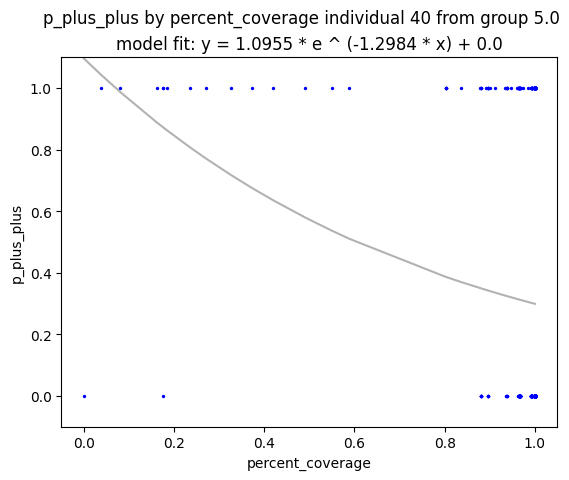 p_plus_plus by percent_coverage individual 40 from group 5.0
model fit: y = 1.0955 * e ^ (-1.2984 * x) + 0.0
1.0
0.8
0.6
0.4
0.2
0.0
p_plus_plus
0.0 0.2 0.4 0.6 0.8 1.0
percent_coverage